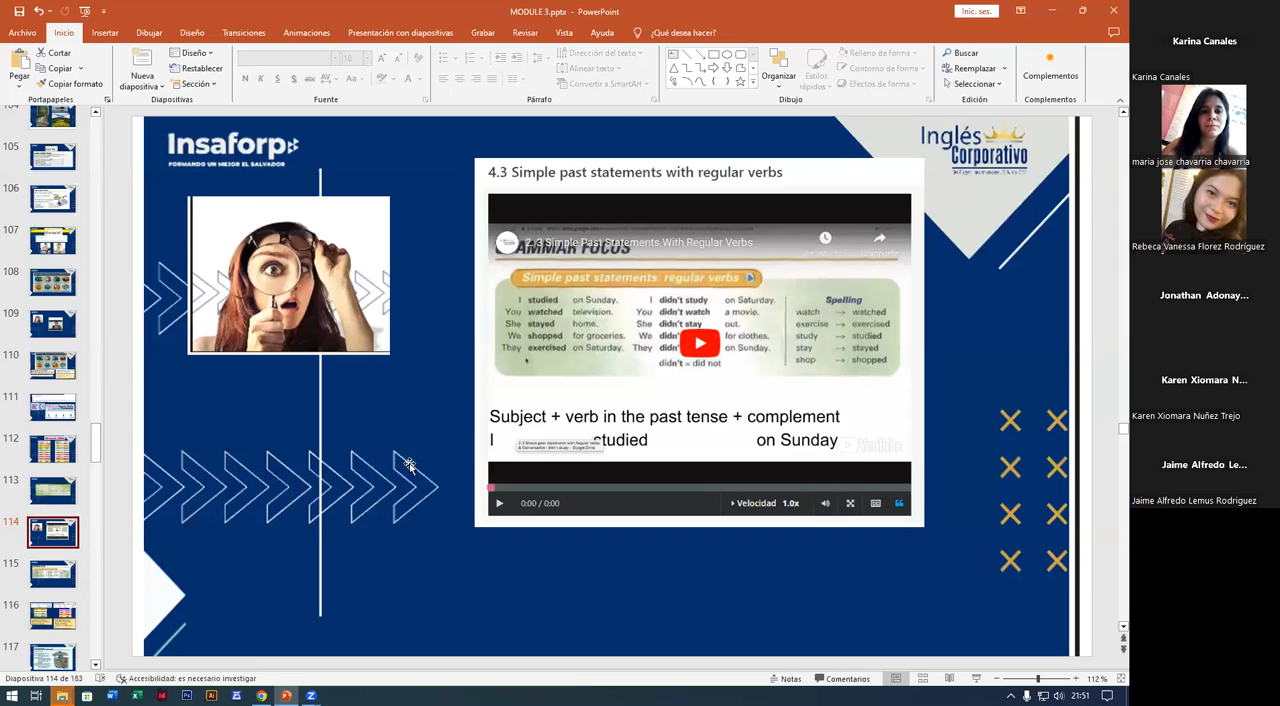 MODULE 3.pptx - PowerPoint
Inic. ses.
Archivo Inicio Insertar Dibujar Diseño Transiciones Animaciones Presentación con diapositivas Grabar Revisar Vista Ayuda ¿Qué desea hacer?
Pegar
Cortar
Copiar
Copiar formato
Portapapeles
Nueva diapositiva
Diseño
Restablecer
Sección
Diapositivas
N K S S AV Aa A
Fuente
Dirección del texto
Alinear texto
Convertir a SmartArt
Párrafo
Organizar
Estilos rápidos
Relleno de forma
Contorno de forma
Efectos de forma
Dibujo
Buscar
Reemplazar
Seleccionar
Edición
Complementos
Complementos
105
106
107
108
109
110
111
112
113
114
115
116
117
Insaforp
FORMANDO UN MEJOR EL SALVADOR
Inglés
Corporativo
4.3 Simple past statements with regular verbs
2.3 Simple Past Statements With Regular Verbs
GRAMMAR FOCUS
Simple past statements: regular verbs
I studied on Sunday. I didn't study on Saturday. Spelling
You watched television. You didn't watch a movie. watch → watched
She stayed home. She didn't stay out. exercise → exercised
We shopped for groceries. We for clothes. study → studied
They exercised on Saturday. They on Sunday. stay → stayed
didn't = did not shop → shopped
Subject + verb in the past tense + complement
I studied on Sunday
YouTube
0:00 / 0:00 Velocidad 1.0x
Karina Canales
Karina Canales
maria jose chavarria chavarria
Rebeca Vanessa Florez Rodríguez
Jonathan Adonay...
Karen Xiomara N...
Karen Xiomara Nuñez Trejo
Jaime Alfredo Le...
Jaime Alfredo Lemus Rodriguez
Diapositiva 114 de 183 Accesibilidad: es necesario investigar Notas Comentarios 112 %
21:51